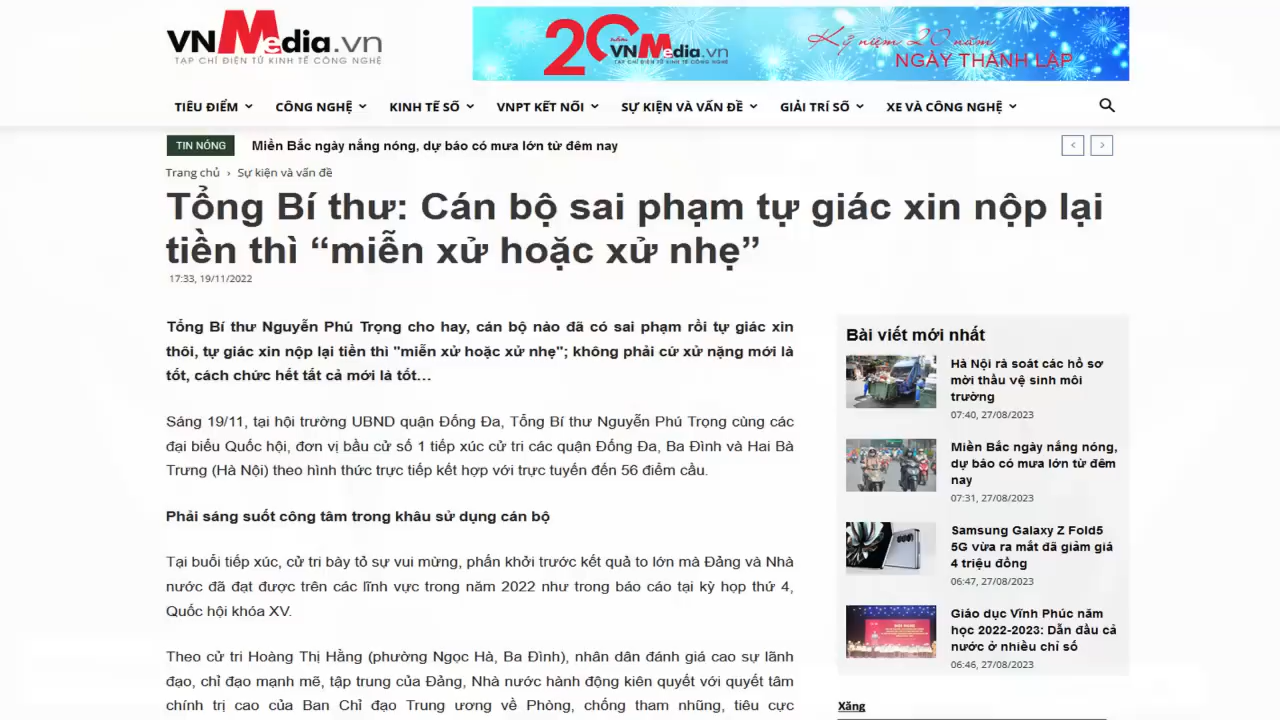 VNMedia.vn
TẠP CHÍ ĐIỆN TỬ KINH TẾ CÔNG NGHỆ
20 năm VNMedia.vn
TẠP CHÍ ĐIỆN TỬ KINH TẾ CÔNG NGHỆ
Kỷ niệm 20 năm
NGÀY THÀNH LẬP
TIÊU ĐIỂM CÔNG NGHỆ KINH TẾ SỐ VNPT KẾT NỐI SỰ KIỆN VÀ VẤN ĐỀ GIẢI TRÍ SỐ XE VÀ CÔNG NGHỆ
TIN NÓNG Miền Bắc ngày nắng nóng, dự báo có mưa lớn từ đêm nay
Trang chủ › Sự kiện và vấn đề
Tổng Bí thư: Cán bộ sai phạm tự giác xin nộp lại
tiền thì “miễn xử hoặc xử nhẹ”
17:33, 19/11/2022
Tổng Bí thư Nguyễn Phú Trọng cho hay, cán bộ nào đã có sai phạm rồi tự giác xin
thôi, tự giác xin nộp lại tiền thì "miễn xử hoặc xử nhẹ"; không phải cứ xử nặng mới là
tốt, cách chức hết tất cả mới là tốt…
Sáng 19/11, tại hội trường UBND quận Đống Đa, Tổng Bí thư Nguyễn Phú Trọng cùng các
đại biểu Quốc hội, đơn vị bầu cử số 1 tiếp xúc cử tri các quận Đống Đa, Ba Đình và Hai Bà
Trưng (Hà Nội) theo hình thức trực tiếp kết hợp với trực tuyến đến 56 điểm cầu.
Phải sáng suốt công tâm trong khâu sử dụng cán bộ
Tại buổi tiếp xúc, cử tri bày tỏ sự vui mừng, phấn khởi trước kết quả to lớn mà Đảng và Nhà
nước đã đạt được trên các lĩnh vực trong năm 2022 như trong báo cáo tại kỳ họp thứ 4,
Quốc hội khóa XV.
Theo cử tri Hoàng Thị Hằng (phường Ngọc Hà, Ba Đình), nhân dân đánh giá cao sự lãnh
đạo, chỉ đạo mạnh mẽ, tập trung của Đảng, Nhà nước hành động kiên quyết với quyết tâm
chính trị cao của Ban Chỉ đạo Trung ương về Phòng, chống tham nhũng, tiêu cực
Bài viết mới nhất
Hà Nội rà soát các hồ sơ
mời thầu vệ sinh môi
trường
07:40, 27/08/2023
Miền Bắc ngày nắng nóng,
dự báo có mưa lớn từ đêm
nay
07:31, 27/08/2023
Samsung Galaxy Z Fold5
5G vừa ra mắt đã giảm giá
4 triệu đồng
06:47, 27/08/2023
Giáo dục Vĩnh Phúc năm
học 2022-2023: Dẫn đầu cả
nước ở nhiều chỉ số
06:46, 27/08/2023
Xăng